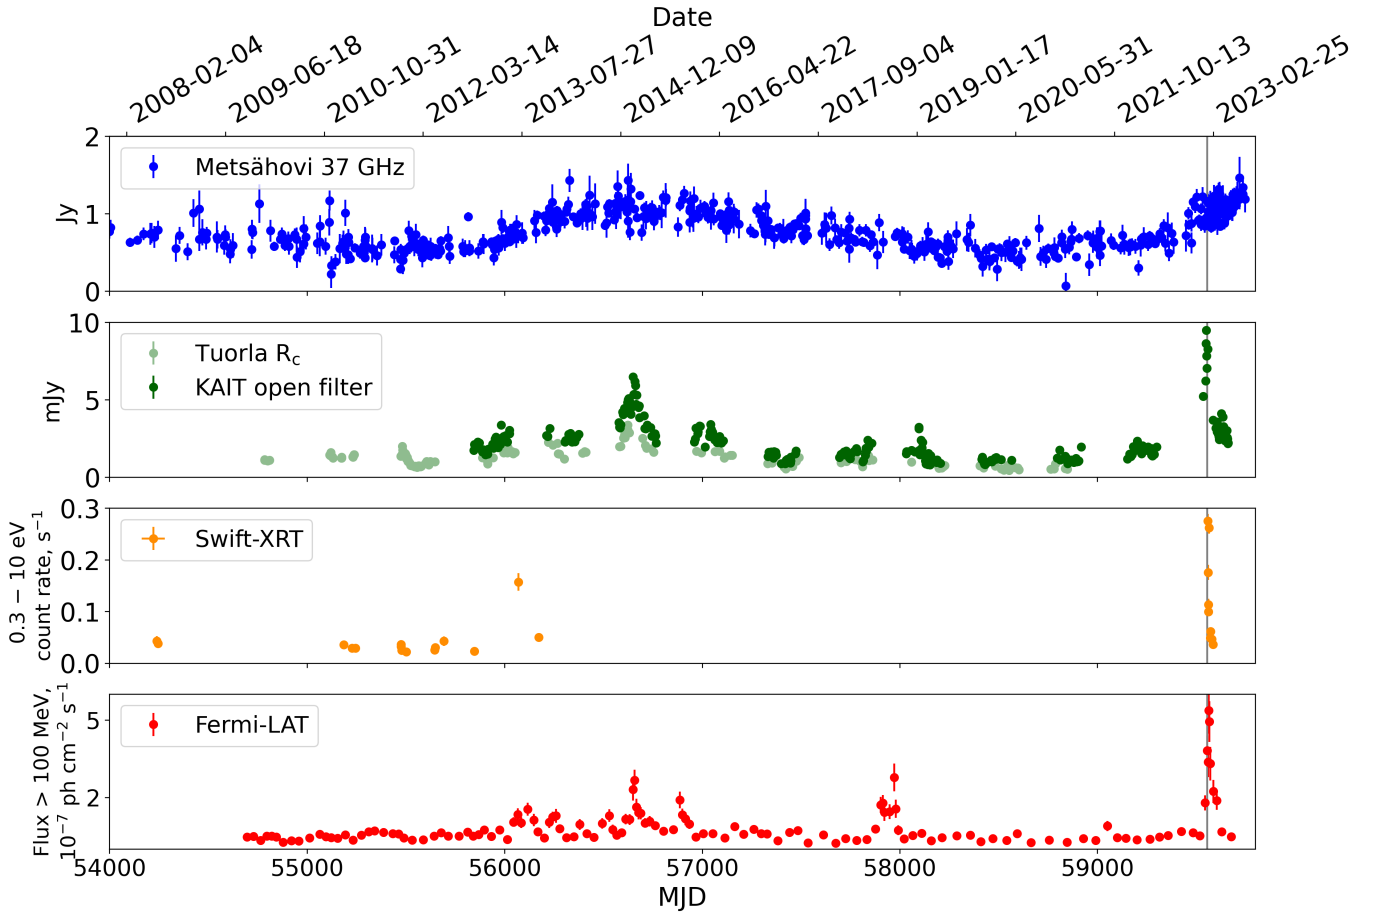 Date
2008-02-04 2009-06-18 2010-10-31 2012-03-14 2013-07-27 2014-12-09 2016-04-22 2017-09-04 2019-01-17 2020-05-31 2021-10-13 2023-02-25
Jy
2
1
0
Metsähovi 37 GHz
mJy
10
5
0
Tuorla R_c
KAIT open filter
0.3 − 10 eV
count rate, s⁻¹
0.3
0.2
0.1
0.0
Swift-XRT
Flux > 100 MeV,
10⁻⁷ ph cm⁻² s⁻¹
5
2
Fermi-LAT
54000 55000 56000 57000 58000 59000
MJD